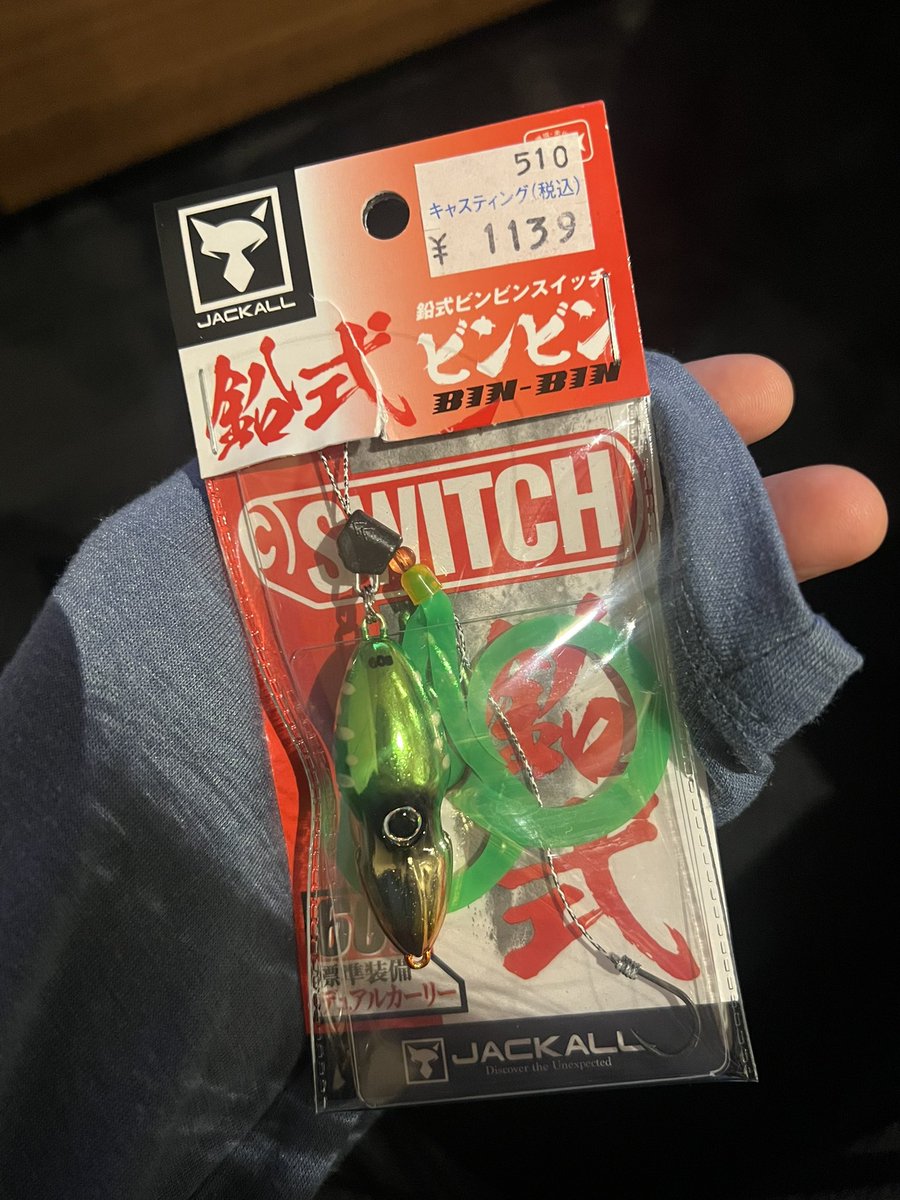 510
キャスティング(税込)
¥ 1139
JACKALL
鉛式ビンビンスイッチ
鉛式
ビンビン
BIN-BIN
SWITCH
60g
鉛
式
標準装備
デュアルカーリー
JACKALL
Discover the Unexpected